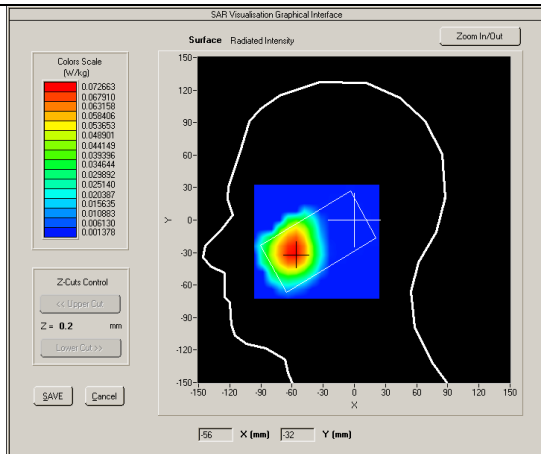 SAR Visualisation Graphical Interface
Surface Radiated Intensity
Zoom In/Out
Colors Scale
(W/kg)
0.072663
0.067910
0.063158
0.058406
0.053653
0.048901
0.044149
0.039396
0.034644
0.029892
0.025140
0.020387
0.015635
0.010883
0.006130
0.001378
Z-Cuts Control
<< Upper Cut
Z = 0.2 mm
Lower Cut >>
SAVE Cancel
150-
120-
90-
60-
30-
0-
-30-
-60-
-90-
-120-
-150-
Y
-150 -120 -90 -60 -30 0 30 60 90 120 150
X
-56 X (mm) -32 Y (mm)